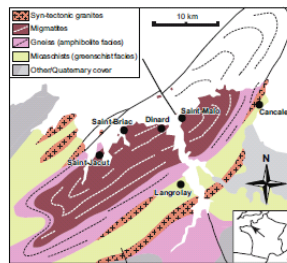 Syn-tectonic granites
Migmatites
Gneiss (amphibolite facies)
Micaschists (greenschist facies)
Other/Quaternary cover
10 km
Saint-Malo
Cancale
Dinard
Saint-Briac
Saint-Jacut
Langrolay
N